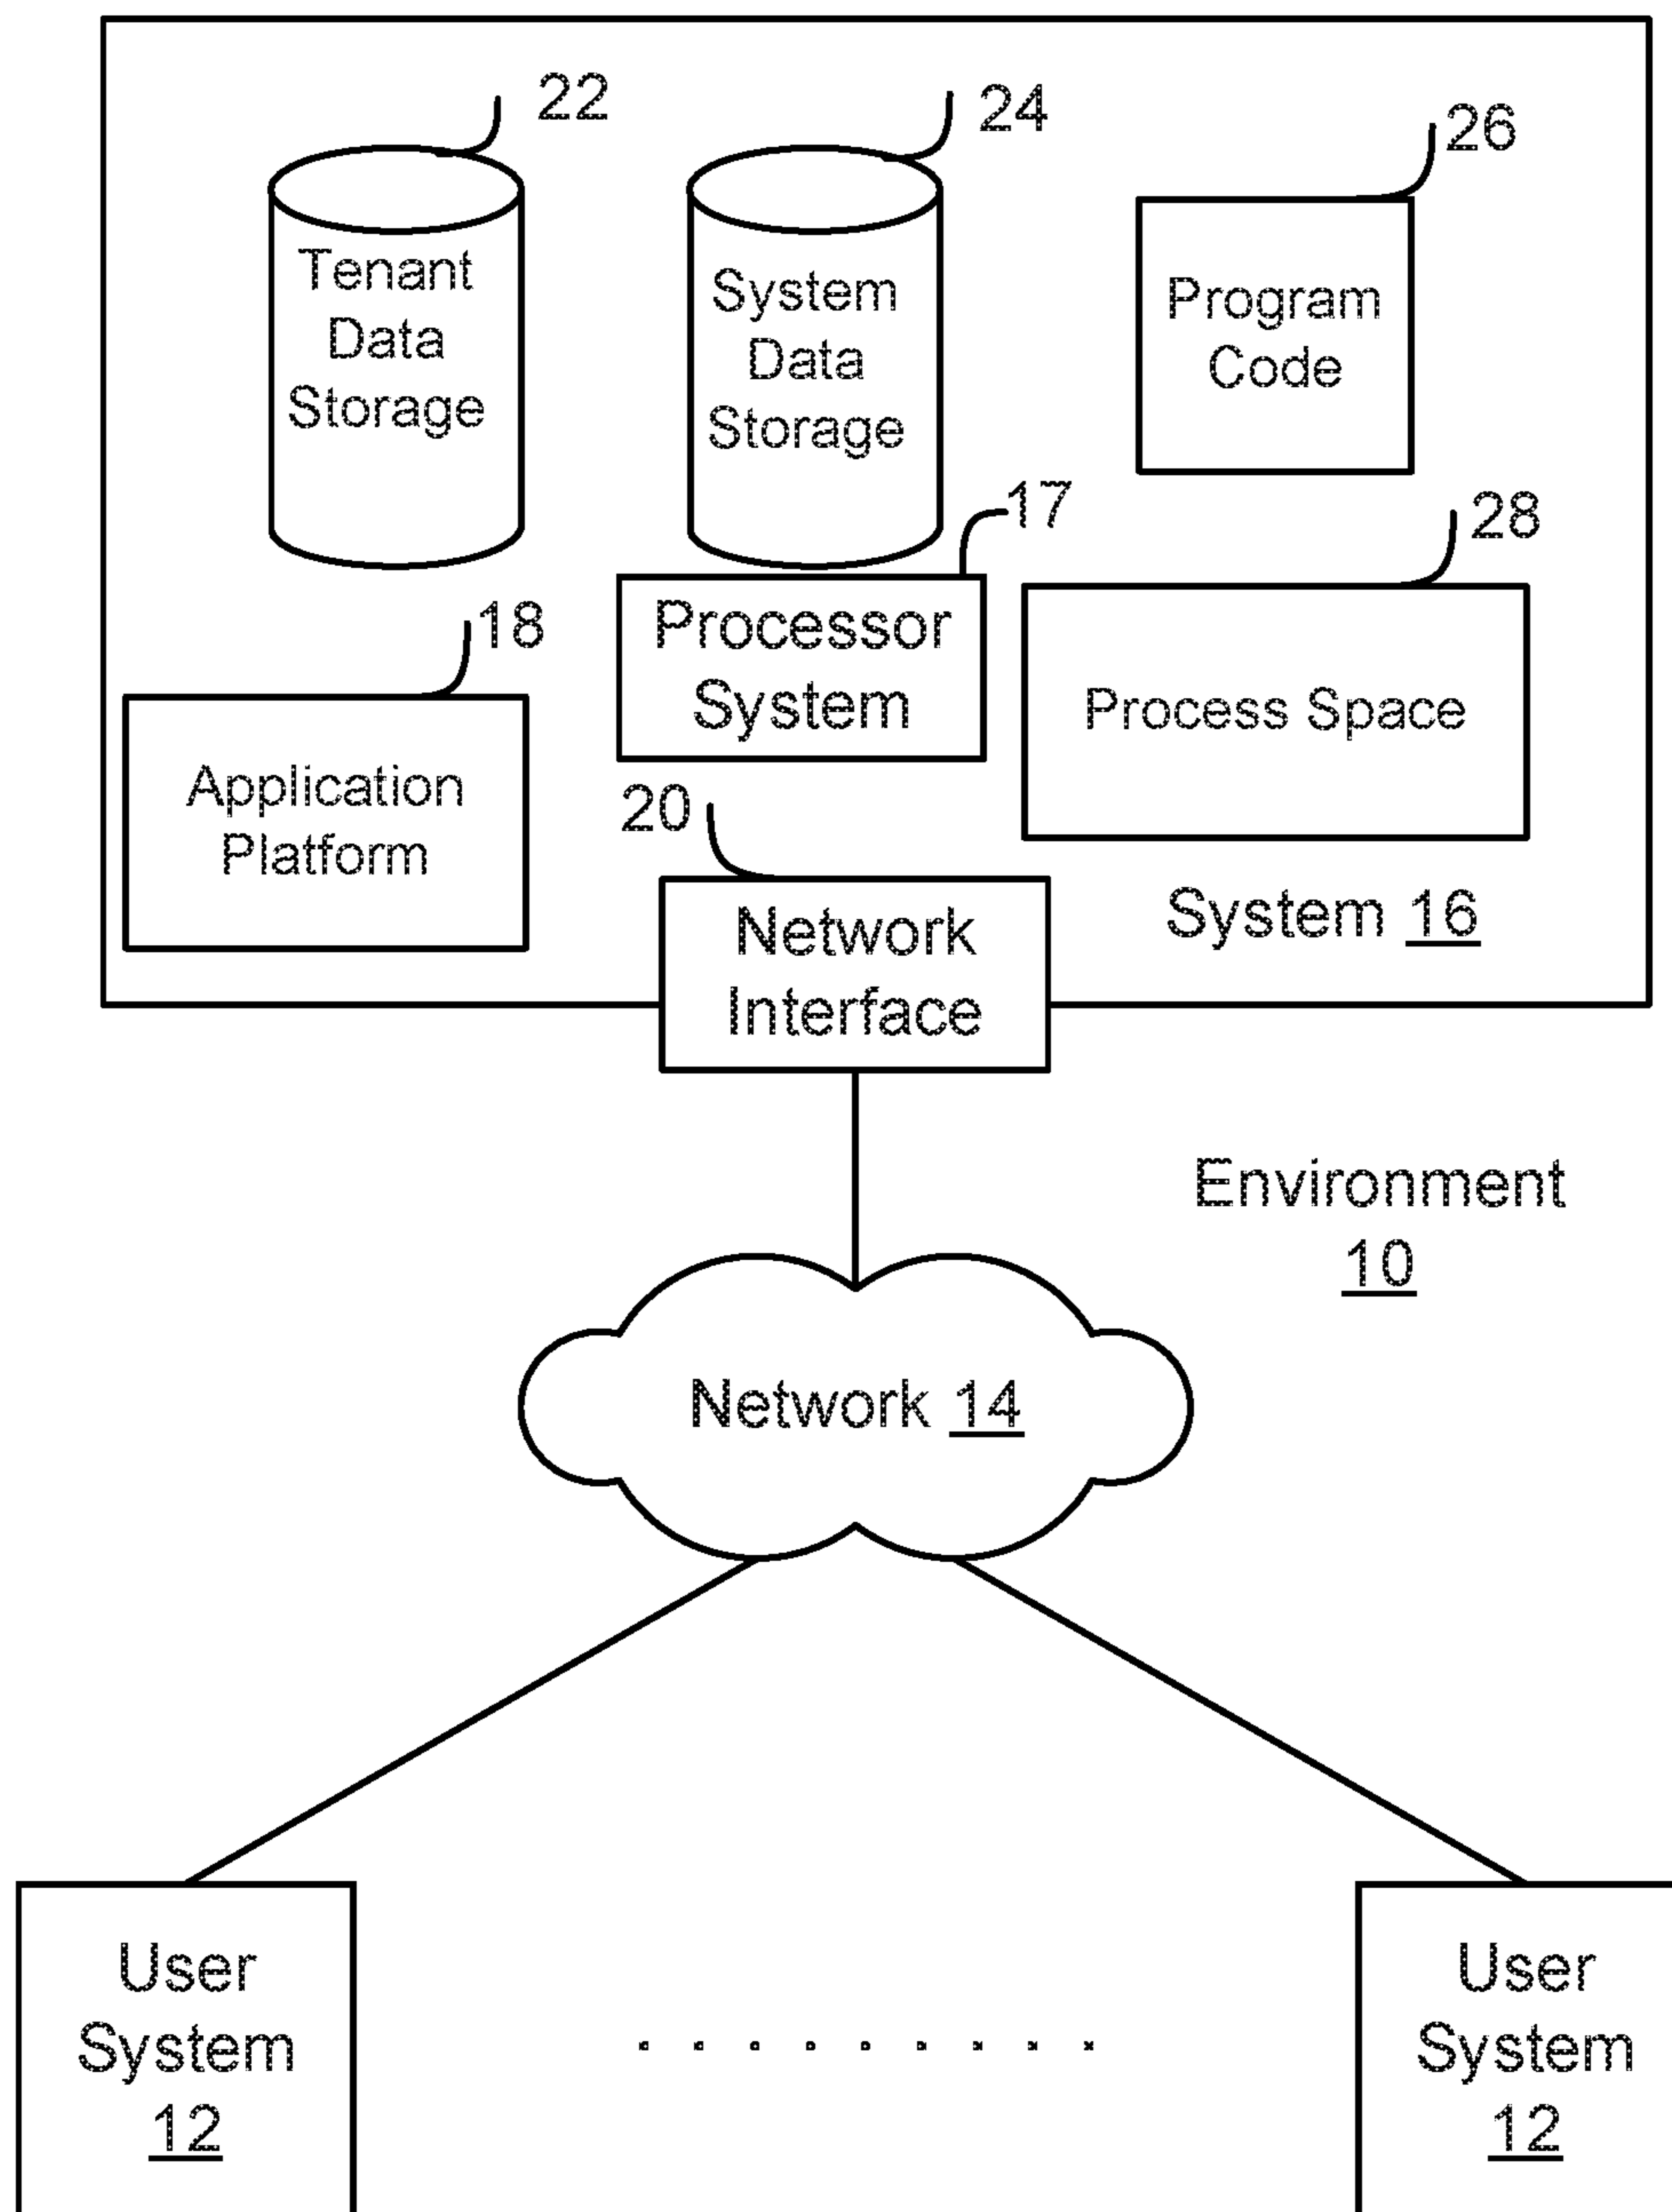 22
24
26
Tenant
Data
Storage
System
Data
Storage
Program
Code
17
28
18
Processor
System
Process Space
Application
Platform
20
Network
Interface
System 16
Environment
10
Network 14
User
System
12
User
System
12